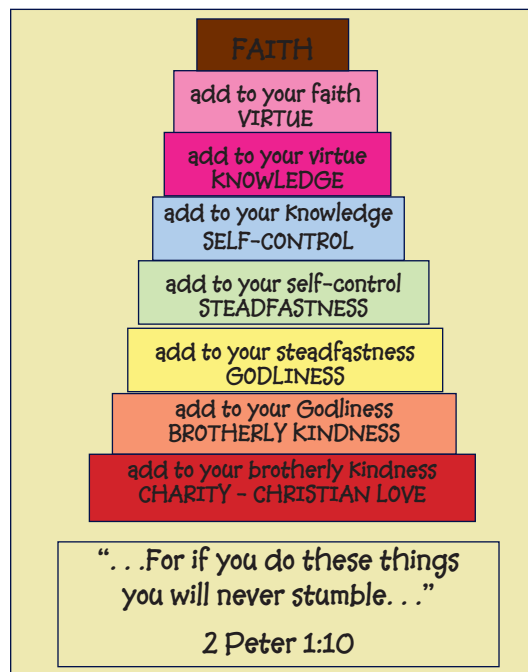 FAITH
add to your faith
VIRTUE
add to your virtue
KNOWLEDGE
add to your Knowledge
SELF-CONTROL
add to your self-control
STEADFASTNESS
add to your steadfastness
GODLINESS
add to your Godliness
BROTHERLY KINDNESS
add to your brotherly Kindness
CHARITY - CHRISTIAN LOVE
“. . .For if you do these things
you will never stumble. . .”
2 Peter 1:10